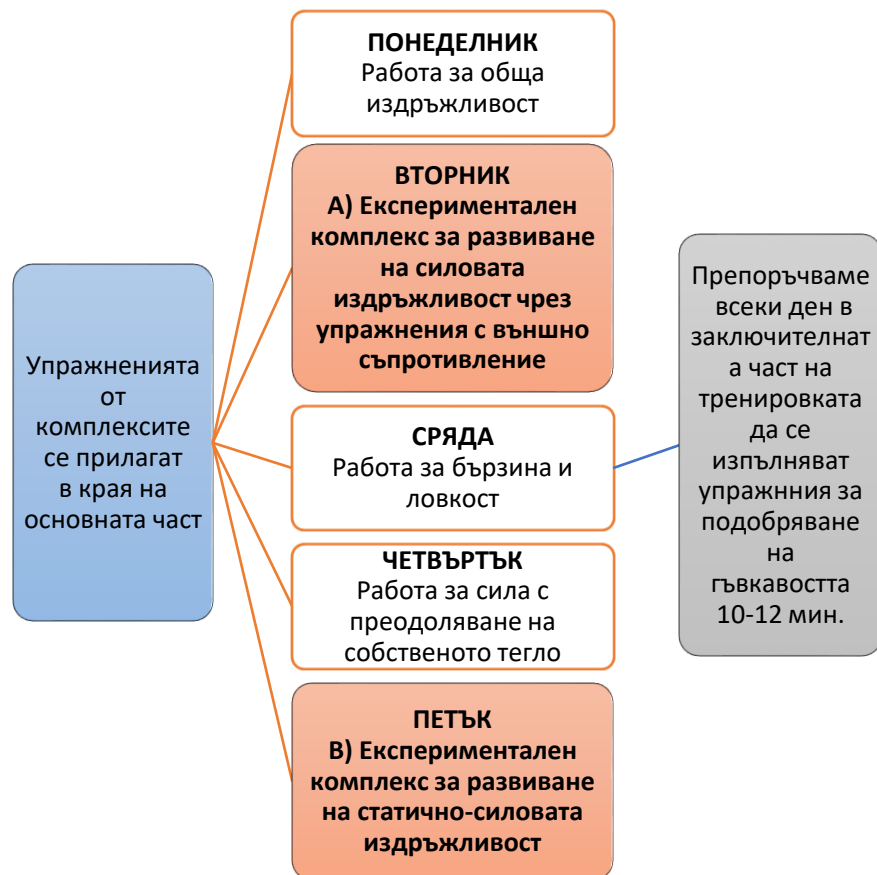 Упражненията
от
комплексите
се прилагат
в края на
основната част
ПОНЕДЕЛНИК
Работа за обща
издръжливост
ВТОРНИК
А) Експериментален
комплекс за развиване
на силовата
издръжливост чрез
упражнения с външно
съпротивление
СРЯДА
Работа за бързина и
ловкост
ЧЕТВЪРТЪК
Работа за сила с
преодоляване на
собственото тегло
ПЕТЪК
В) Експериментален
комплекс за развиване
на статично-силовата
издръжливост
Препоръчваме
всеки ден в
заключителнат
а част на
тренировката
да се
изпълняват
упражнния за
подобряване
на
гъвкавостта
10-12 мин.